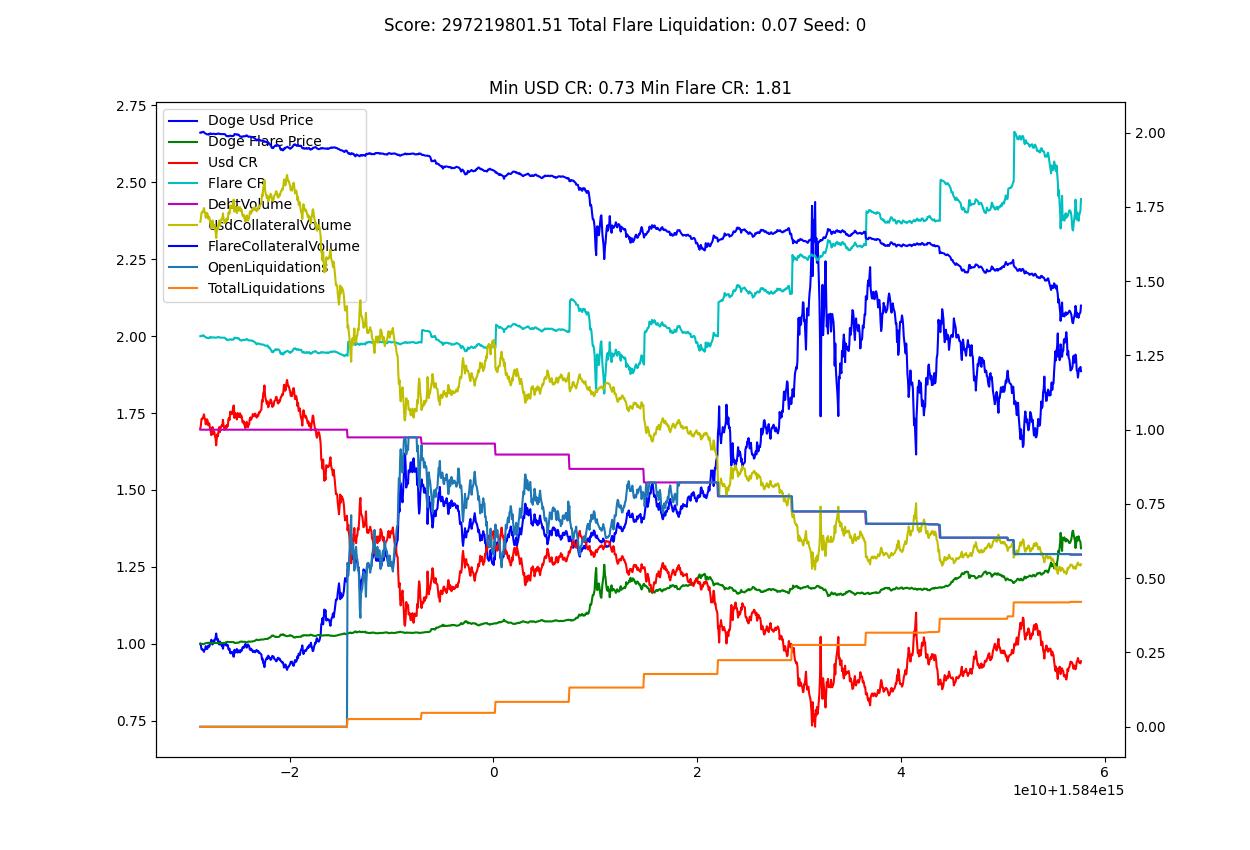 Score: 297219801.51 Total Flare Liquidation: 0.07 Seed: 0
Min USD CR: 0.73 Min Flare CR: 1.81
2.75
2.50
2.25
2.00
1.75
1.50
1.25
1.00
0.75
Doge Usd Price
Doge Flare Price
Usd CR
Flare CR
DebtVolume
UsdCollateralVolume
FlareCollateralVolume
OpenLiquidations
TotalLiquidations
2.00
1.75
1.50
1.25
1.00
0.75
0.50
0.25
0.00
−2 0 2 4 6
1e10+1.584e15